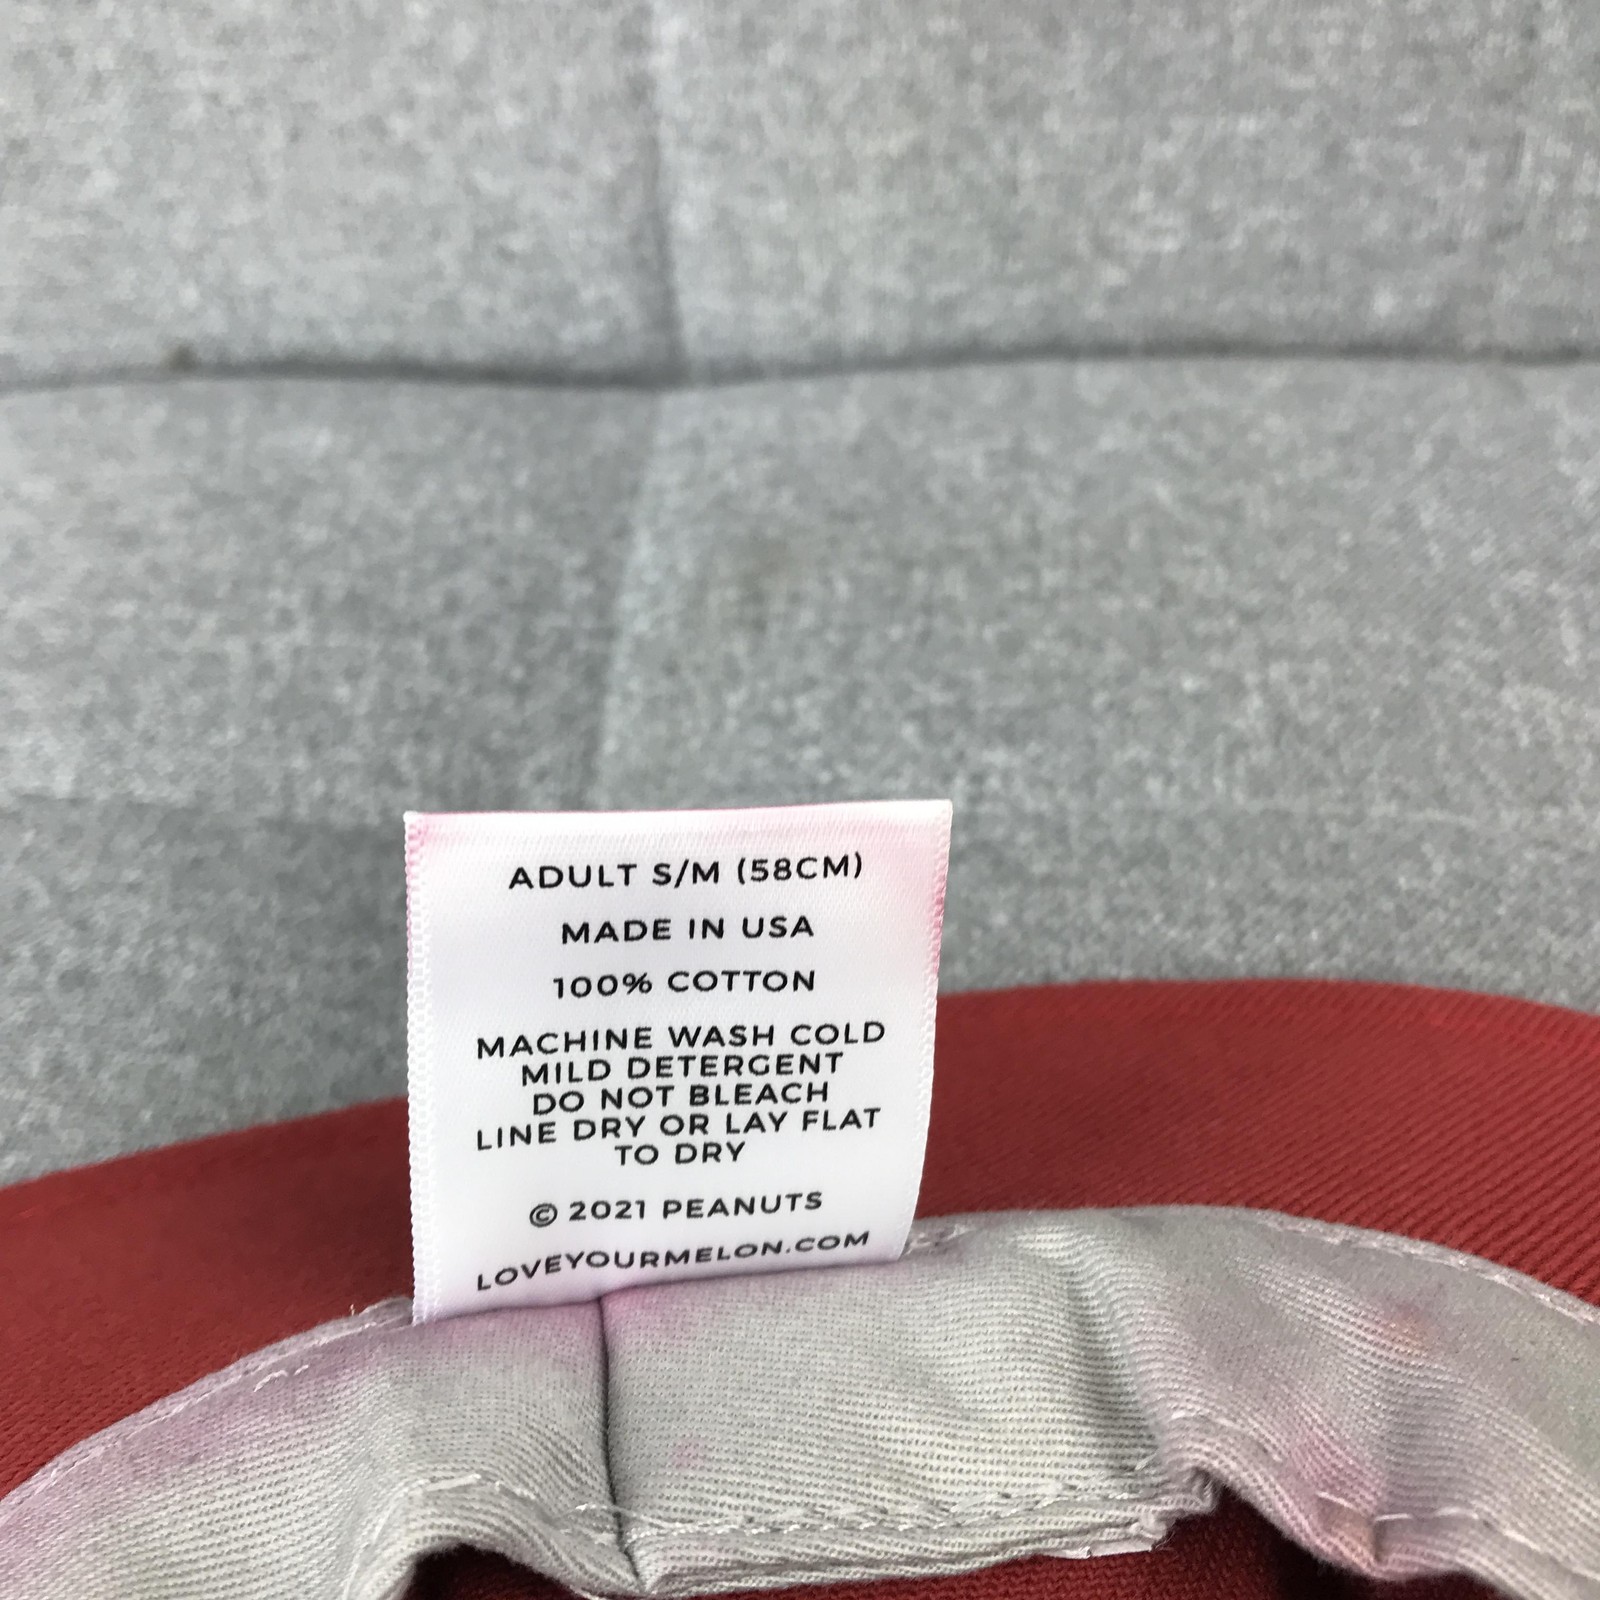 ADULT S/M (58CM)
MADE IN USA
100% COTTON
MACHINE WASH COLD
MILD DETERGENT
DO NOT BLEACH
LINE DRY OR LAY FLAT
TO DRY
© 2021 PEANUTS
LOVEYOURMELON.COM